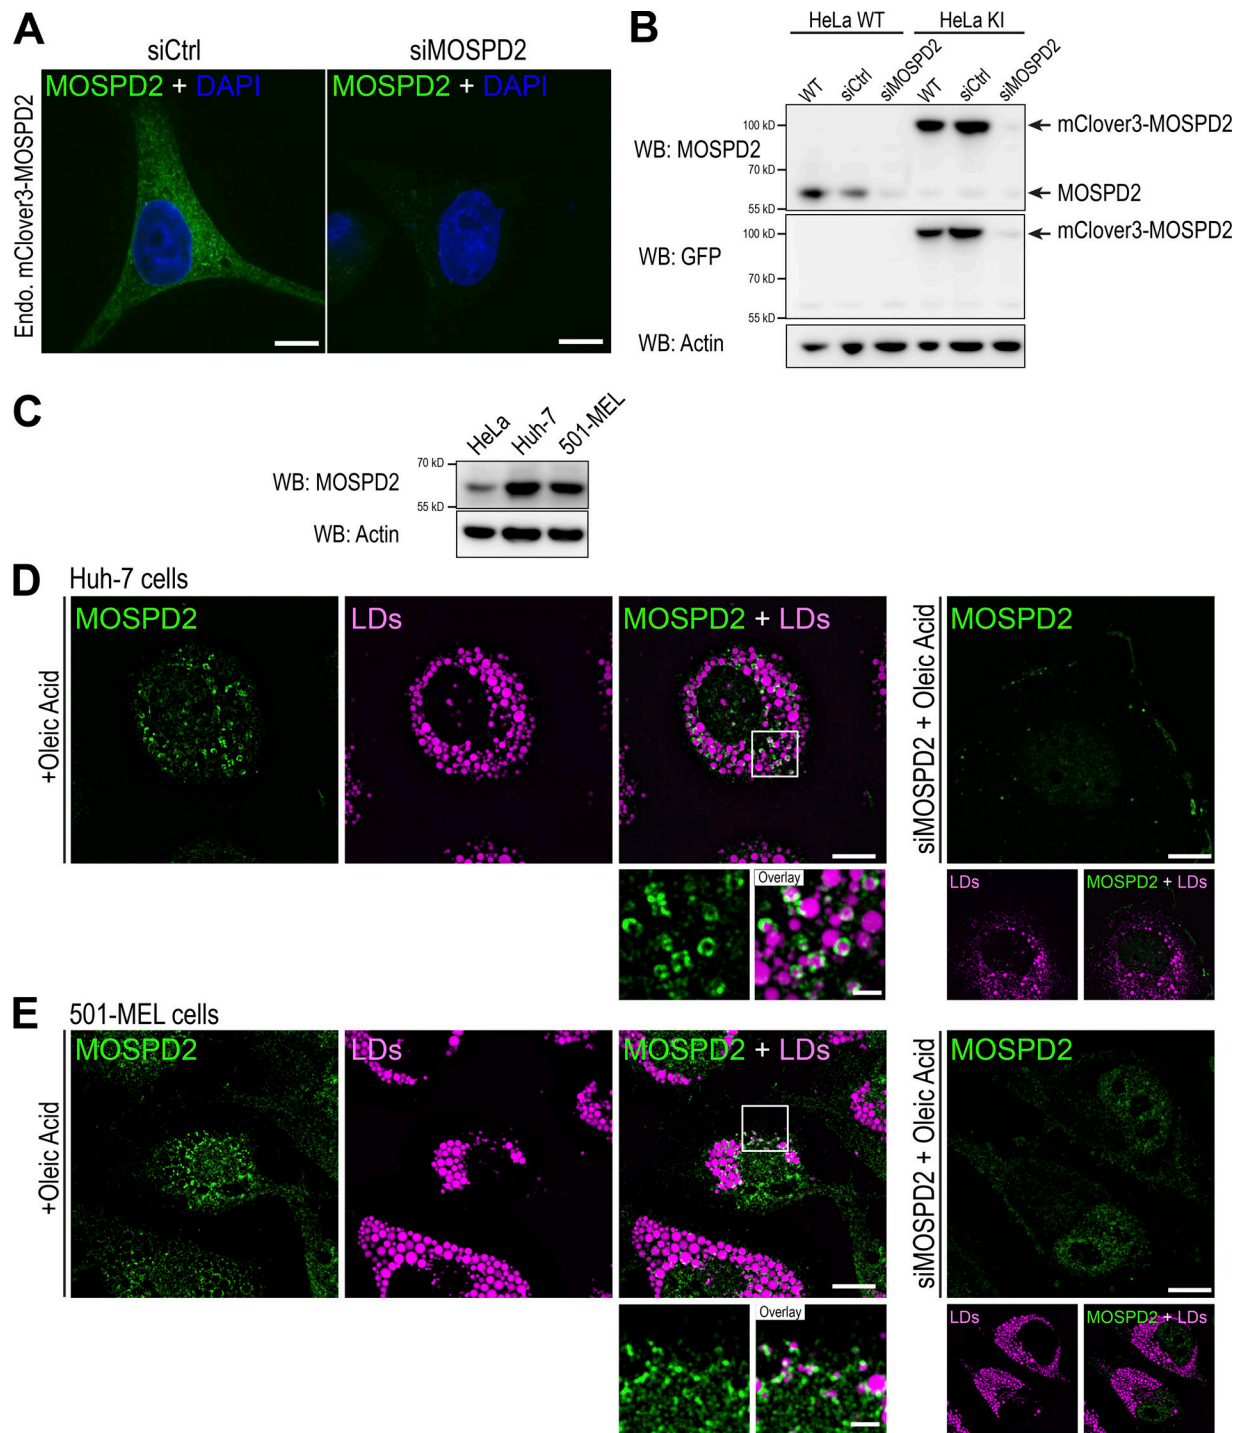 A
siCtrl
siMOSPD2
MOSPD2 + DAPI
MOSPD2 + DAPI
Endo. mClover3-MOSPD2
B
HeLa WT
HeLa KI
WT
siCtrl
siMOSPD2
WT
siCtrl
siMOSPD2
WB: MOSPD2
100 kD
70 kD
55 kD
mClover3-MOSPD2
MOSPD2
WB: GFP
100 kD
70 kD
55 kD
mClover3-MOSPD2
WB: Actin
C
HeLa
Huh-7
501-MEL
WB: MOSPD2
70 kD
55 kD
WB: Actin
D
Huh-7 cells
+Oleic Acid
MOSPD2
LDs
MOSPD2 + LDs
Overlay
siMOSPD2 + Oleic Acid
MOSPD2
LDs
MOSPD2 + LDs
E
501-MEL cells
+Oleic Acid
MOSPD2
LDs
MOSPD2 + LDs
Overlay
siMOSPD2 + Oleic Acid
MOSPD2
LDs
MOSPD2 + LDs